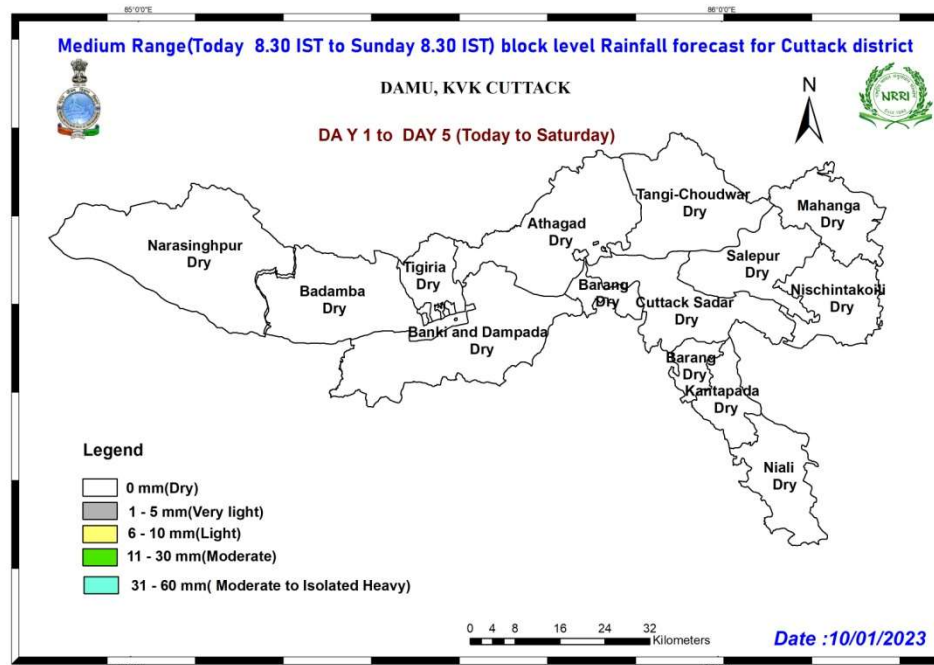 85°0'0"E
86°0'0"E
Medium Range(Today 8.30 IST to Sunday 8.30 IST) block level Rainfall forecast for Cuttack district
DAMU, KVK CUTTACK
NRRI
N
DA Y 1 to DAY 5 (Today to Saturday)
Tangi-Choudwar
Dry
Mahanga
Dry
Athagad
Dry
Narasinghpur
Dry
Salepur
Dry
Tigiria
Dry
Badamba
Dry
Barang
Dry
Nischintakoili
Dry
Cuttack Sadar
Dry
Banki and Dampada
Dry
Barang
Dry
Kantapada
Dry
Niali
Dry
Legend
0 mm(Dry)
1 - 5 mm(Very light)
6 - 10 mm(Light)
11 - 30 mm(Moderate)
31 - 60 mm( Moderate to Isolated Heavy)
0 2 4 8 16 24 32
Kilometers
Date :10/01/2023